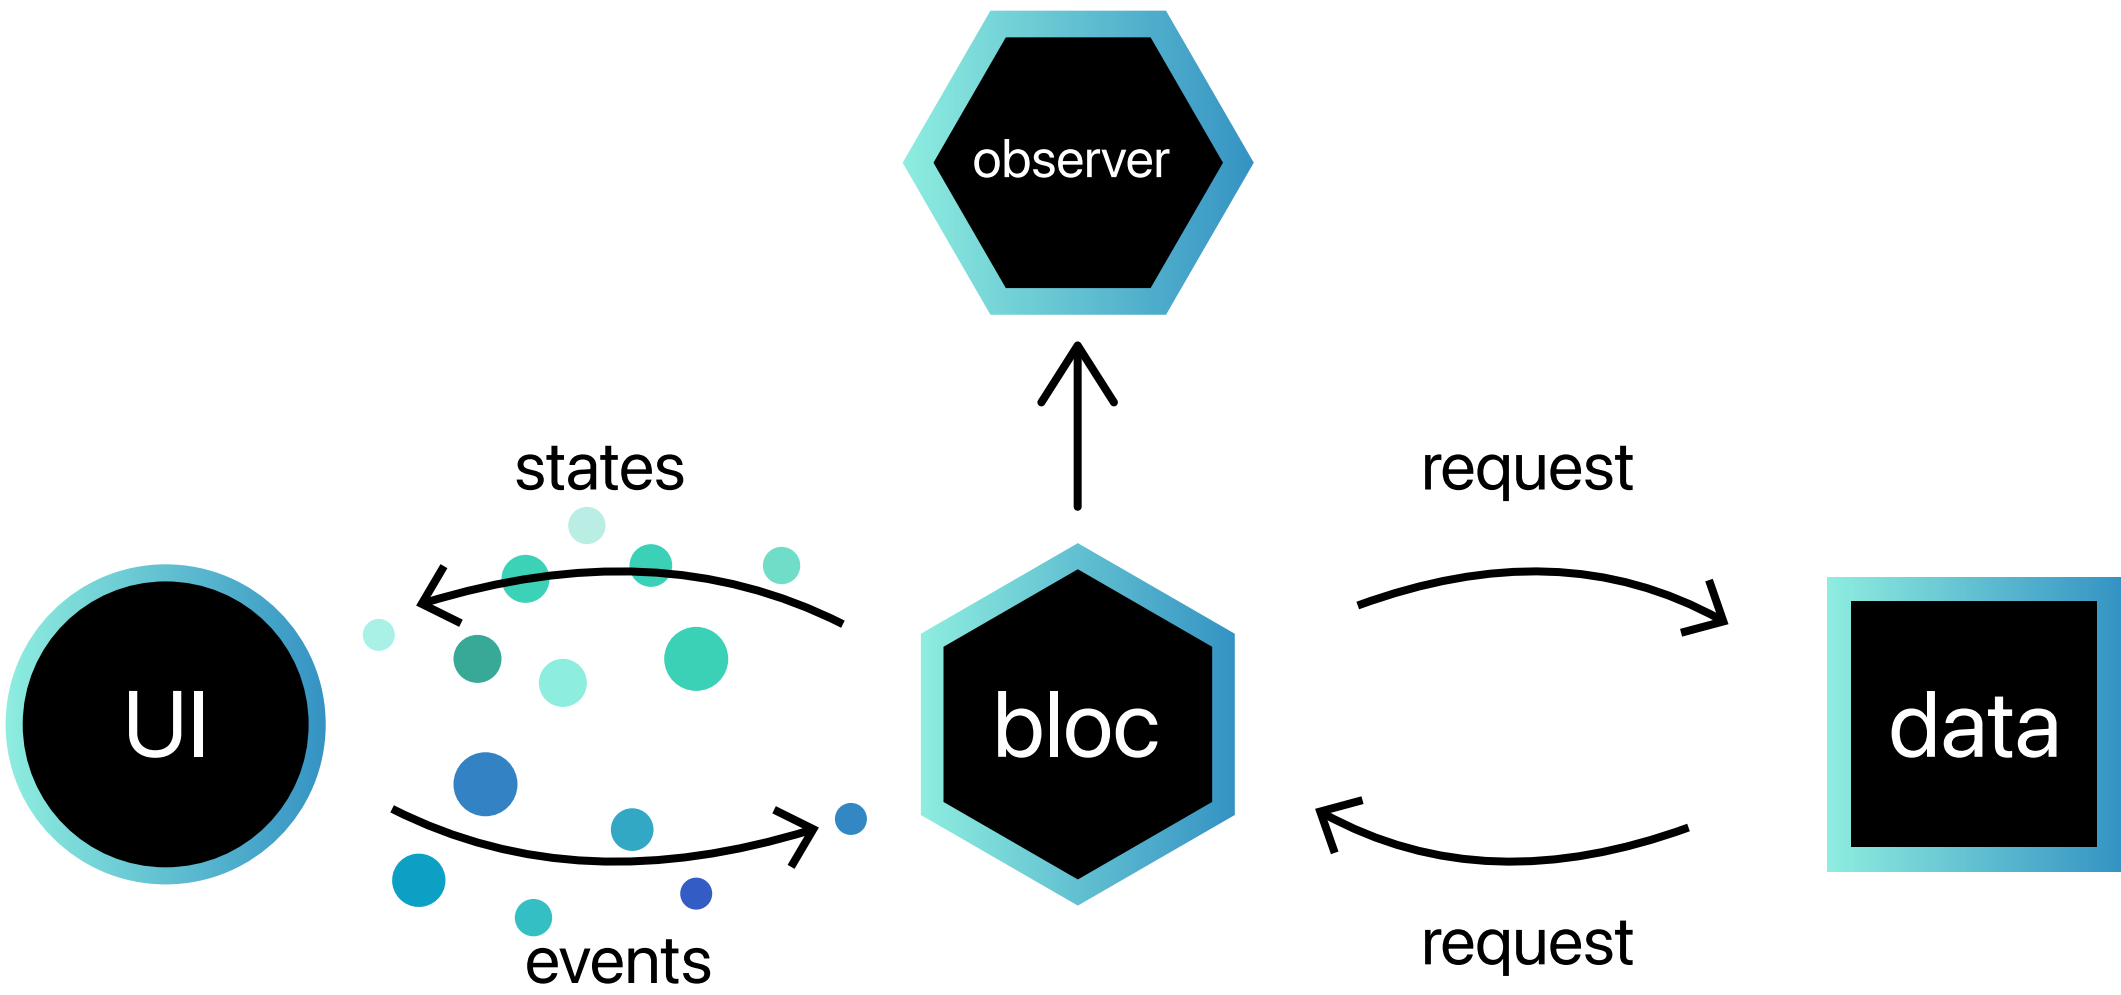 observer
states
request
UI
bloc
data
events
request